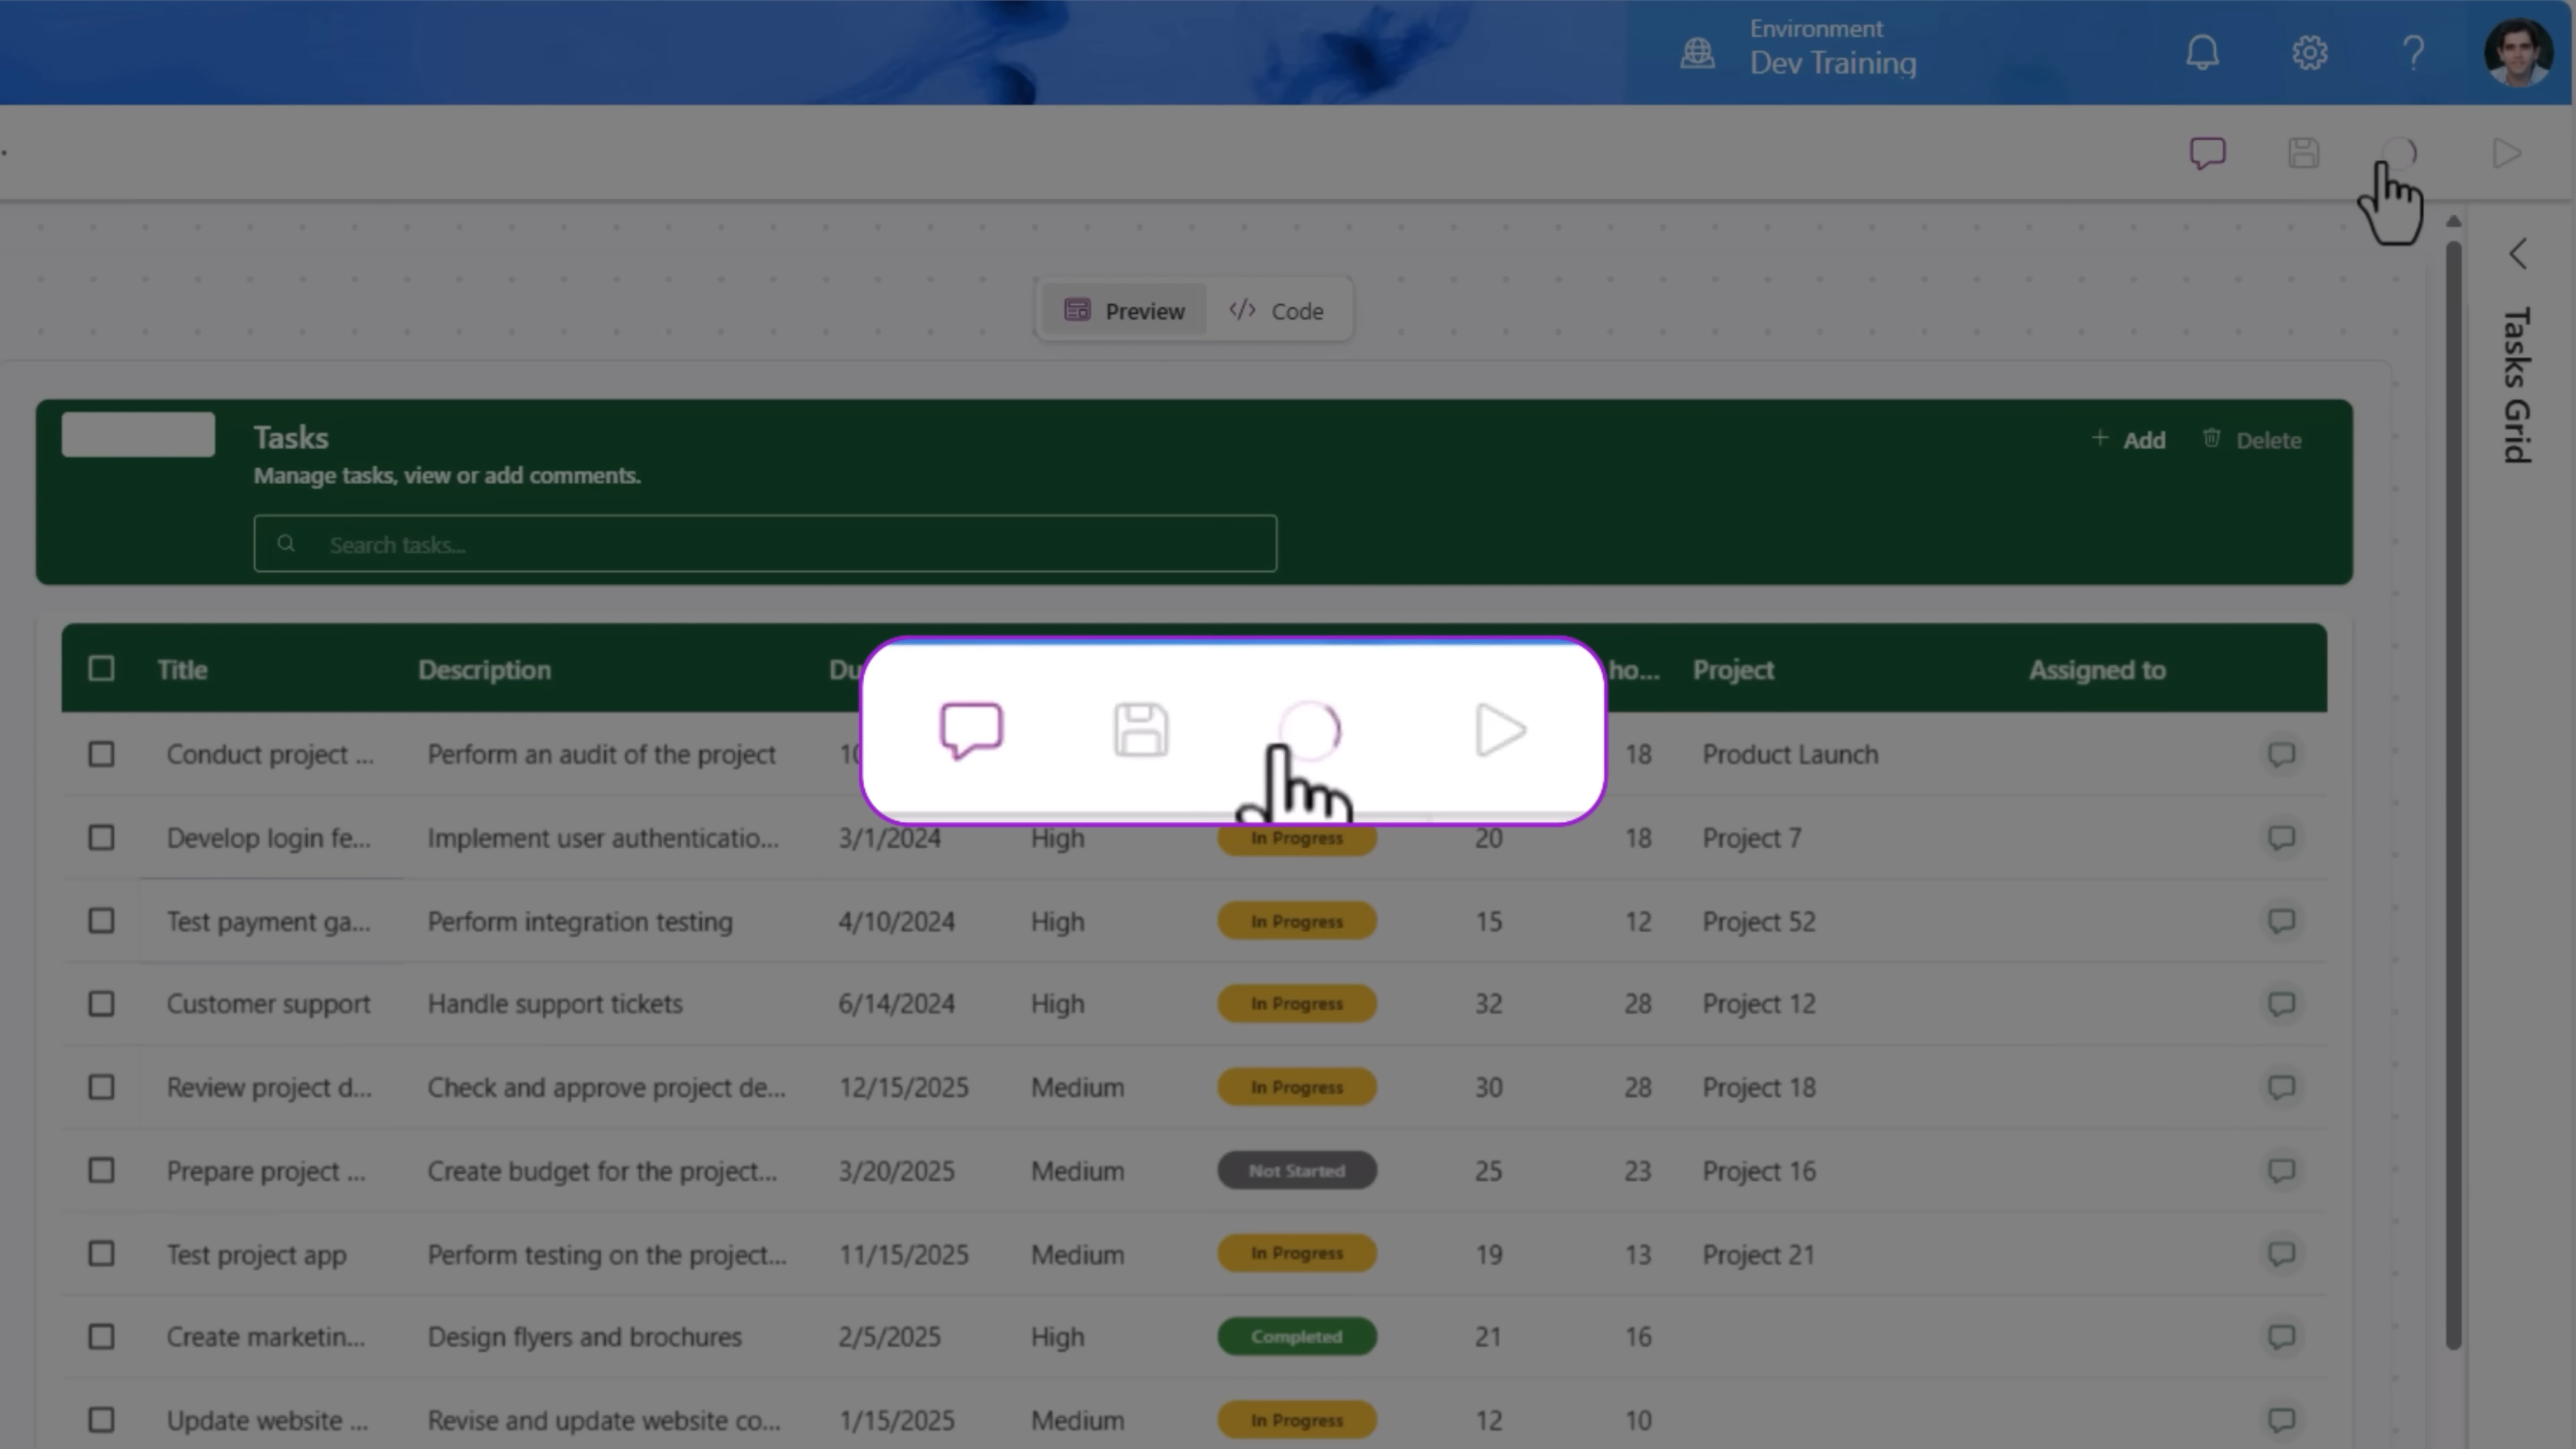 Environment
Dev Training
Preview
Code
Tasks Grid
Tasks
Manage tasks, view or add comments.
Add
Delete
Search tasks...
Title Description Du ho... Project Assigned to
Conduct project ... Perform an audit of the project 10 18 Product Launch
Develop login fe... Implement user authenticatio... 3/1/2024 High In Progress 20 18 Project 7
Test payment ga... Perform integration testing 4/10/2024 High In Progress 15 12 Project 52
Customer support Handle support tickets 6/14/2024 High In Progress 32 28 Project 12
Review project d... Check and approve project de... 12/15/2025 Medium In Progress 30 28 Project 18
Prepare project ... Create budget for the project... 3/20/2025 Medium Not Started 25 23 Project 16
Test project app Perform testing on the project... 11/15/2025 Medium In Progress 19 13 Project 21
Create marketin... Design flyers and brochures 2/5/2025 High Completed 21 16
Update website ... Revise and update website co... 1/15/2025 Medium In Progress 12 10